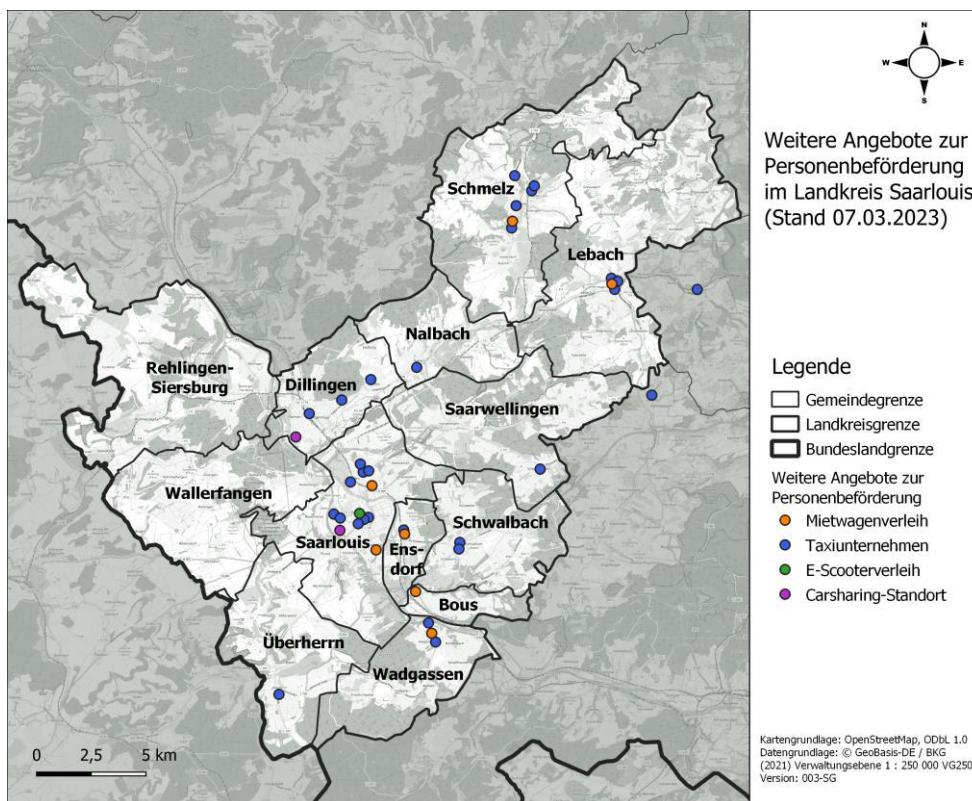 N
W
E
S
Weitere Angebote zur
Personenbeförderung
im Landkreis Saarlouis
(Stand 07.03.2023)
Schmelz
Lebach
Nalbach
Rehlingen-
Siersburg
Dillingen
Saarwellingen
Wallerfangen
Schwalbach
Saarlouis
Ens-
dorf
Bous
Überherrn
Wadgassen
Legende
Gemeindegrenze
Landkreisgrenze
Bundeslandgrenze
Weitere Angebote zur
Personenbeförderung
Mietwagenverleih
Taxiunternehmen
E-Scooterverleih
Carsharing-Standort
0 2,5 5 km
Kartengrundlage: OpenStreetMap, ODbL 1.0
Datengrundlage: © GeoBasis-DE / BKG
(2021) Verwaltungsebene 1 : 250 000 VG250
Version: 003-SG